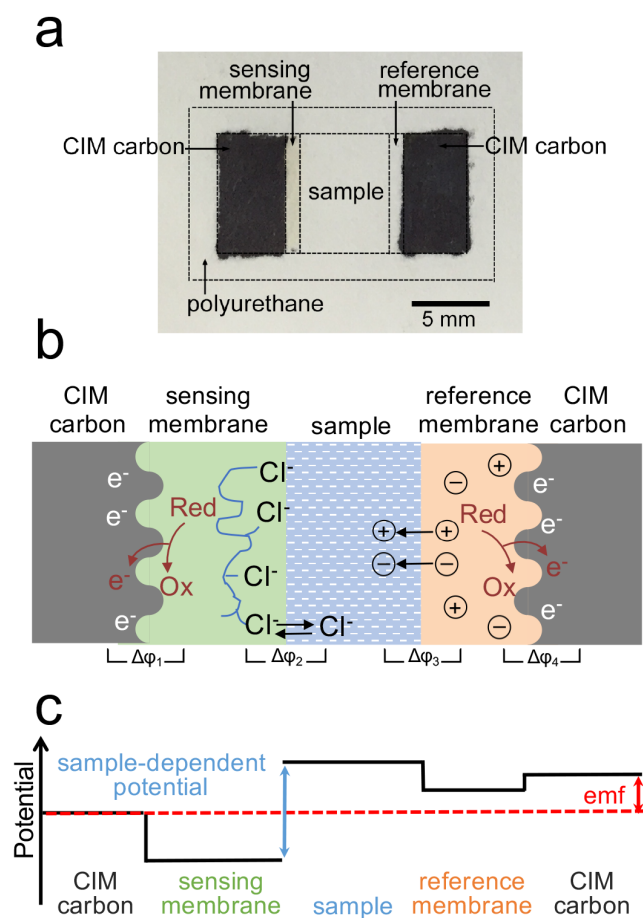 a
sensing
membrane
reference
membrane
CIM carbon
CIM carbon
sample
polyurethane
5 mm
b
CIM
carbon
sensing
membrane
sample
reference
membrane
CIM
carbon
e⁻
e⁻
e⁻
Red
e⁻
Ox
Cl⁻
Cl⁻
Cl⁻
Cl⁻
Cl⁻
+
−
+
−
−
+
+
−
Red
Ox
e⁻
e⁻
e⁻
e⁻
Δφ₁
Δφ₂
Δφ₃
Δφ₄
c
Potential
sample-dependent
potential
emf
CIM
carbon
sensing
membrane
sample
reference
membrane
CIM
carbon